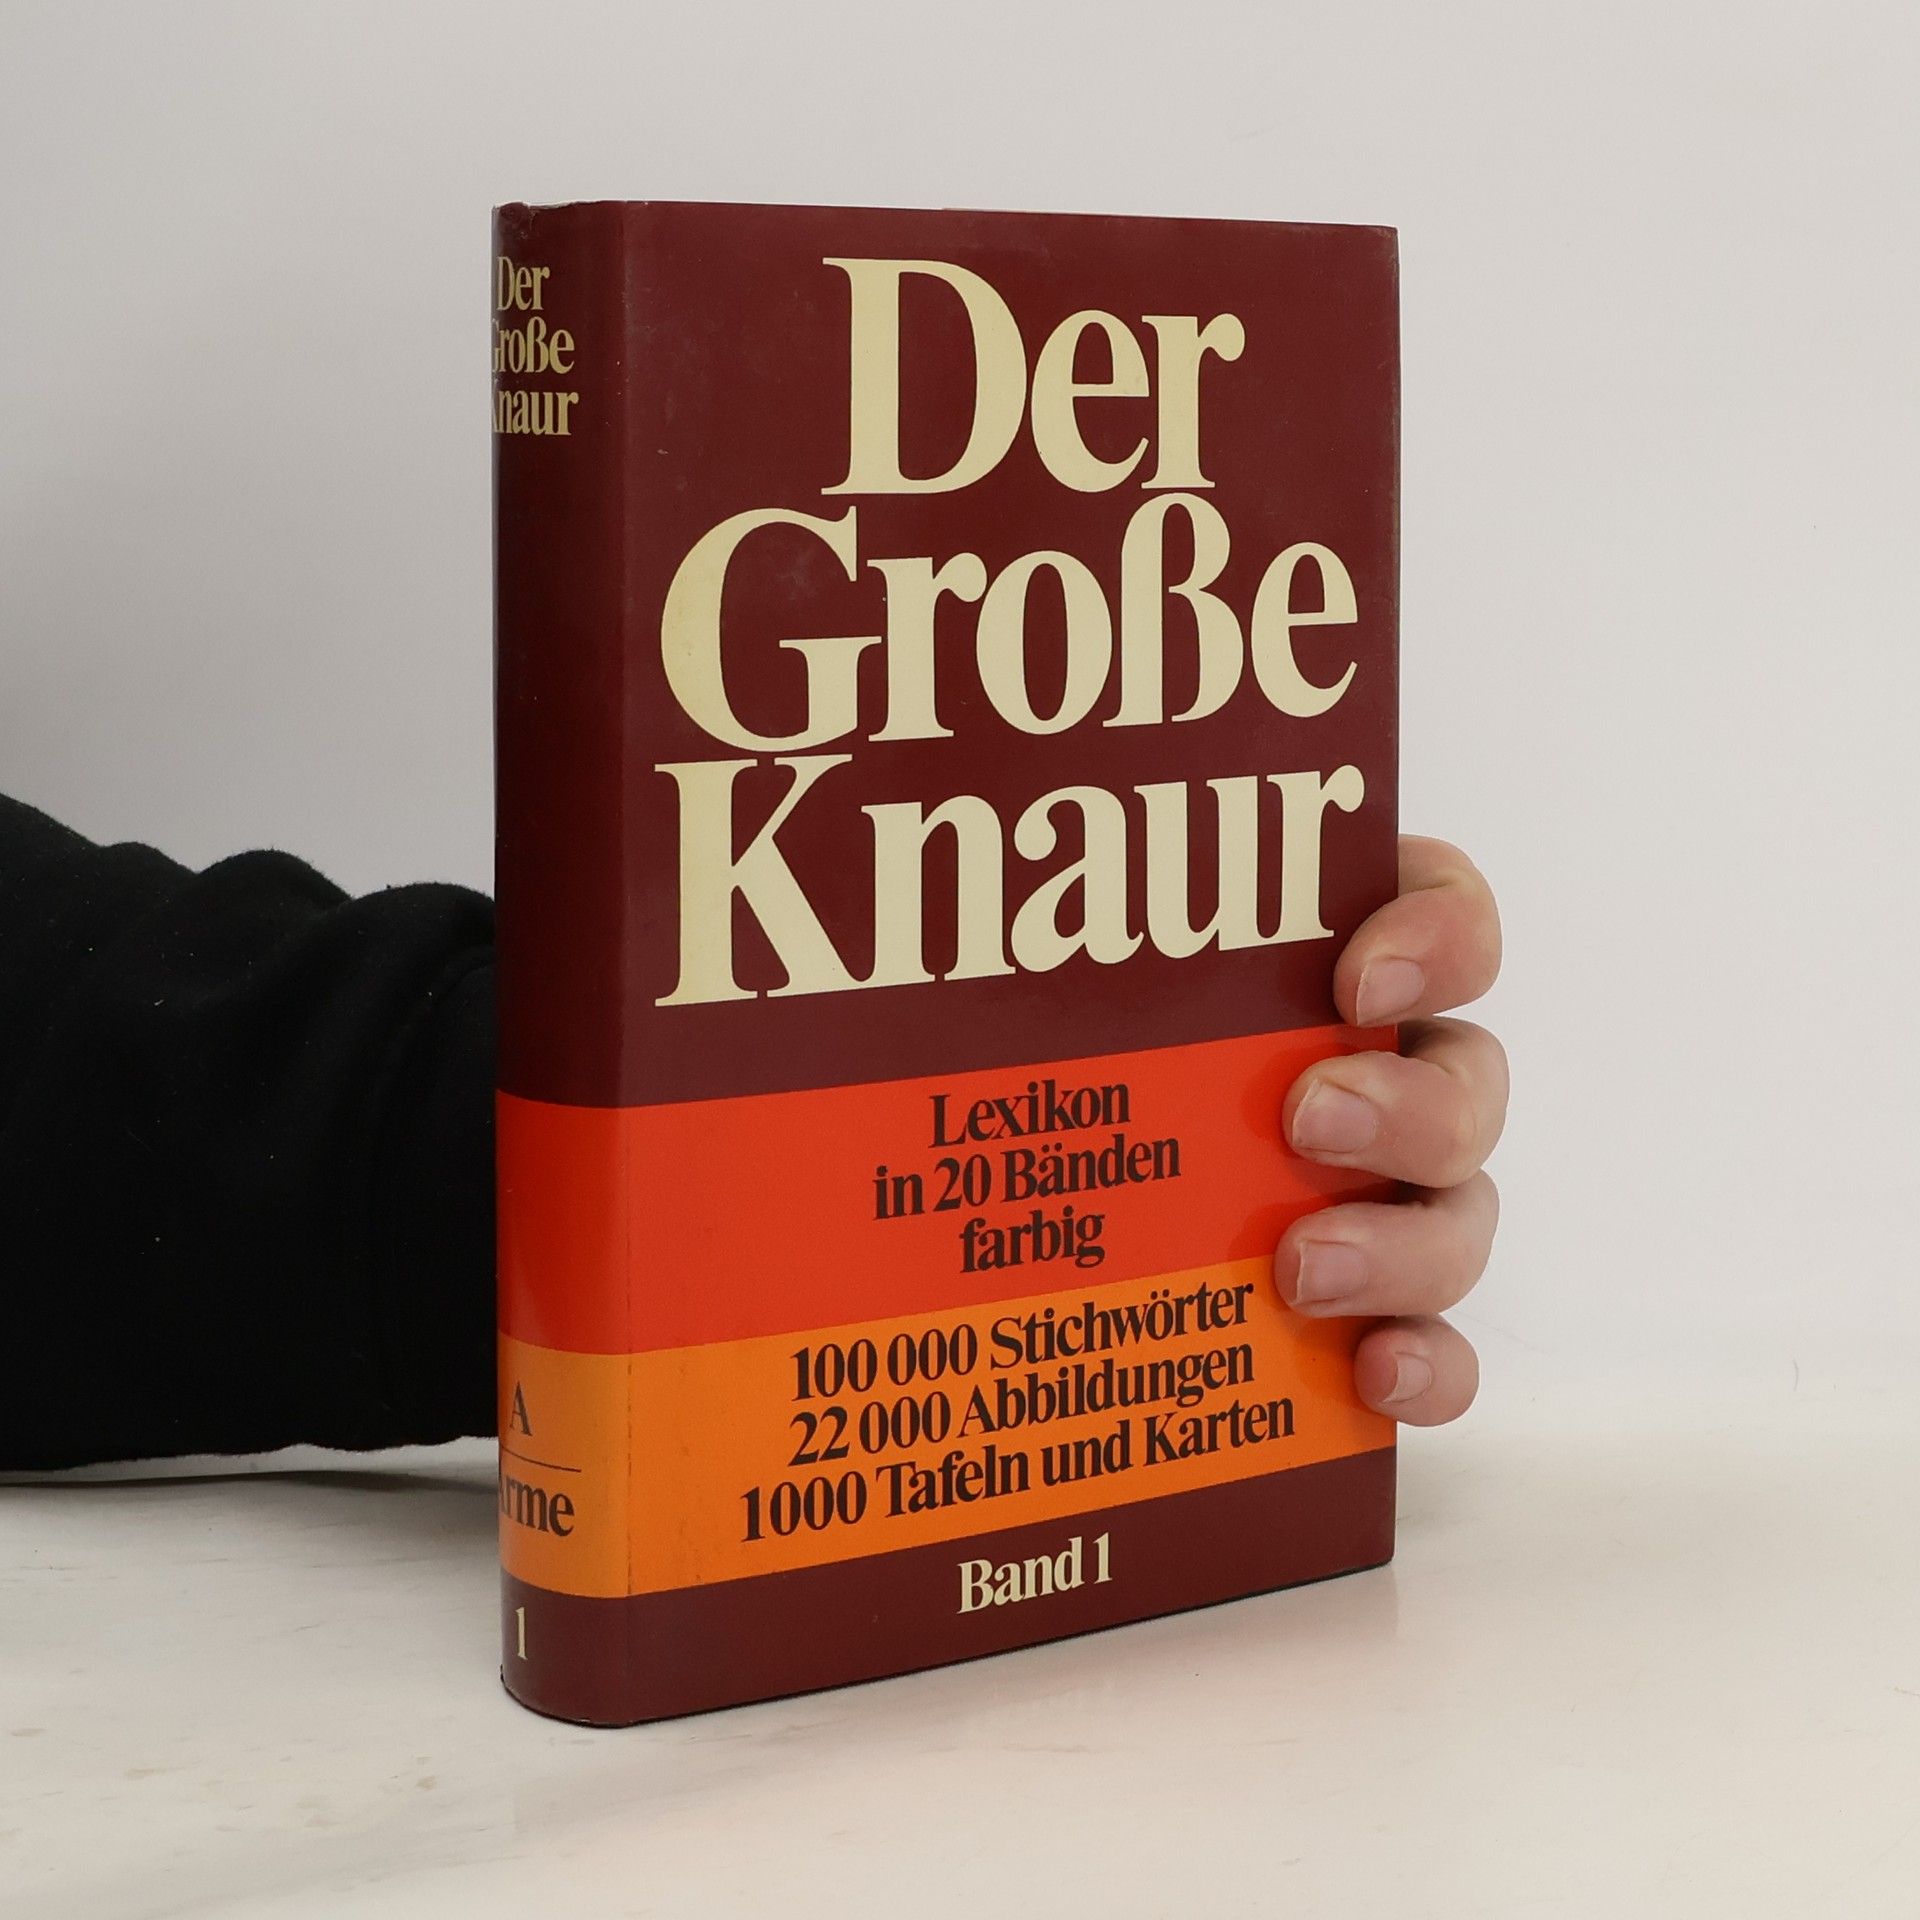 Der
Große
Knaur
A
Arme
1
Der
Große
Knaur
Lexikon
in 20 Bänden
farbig
100 000 Stichwörter
22 000 Abbildungen
1000 Tafeln und Karten
Band 1